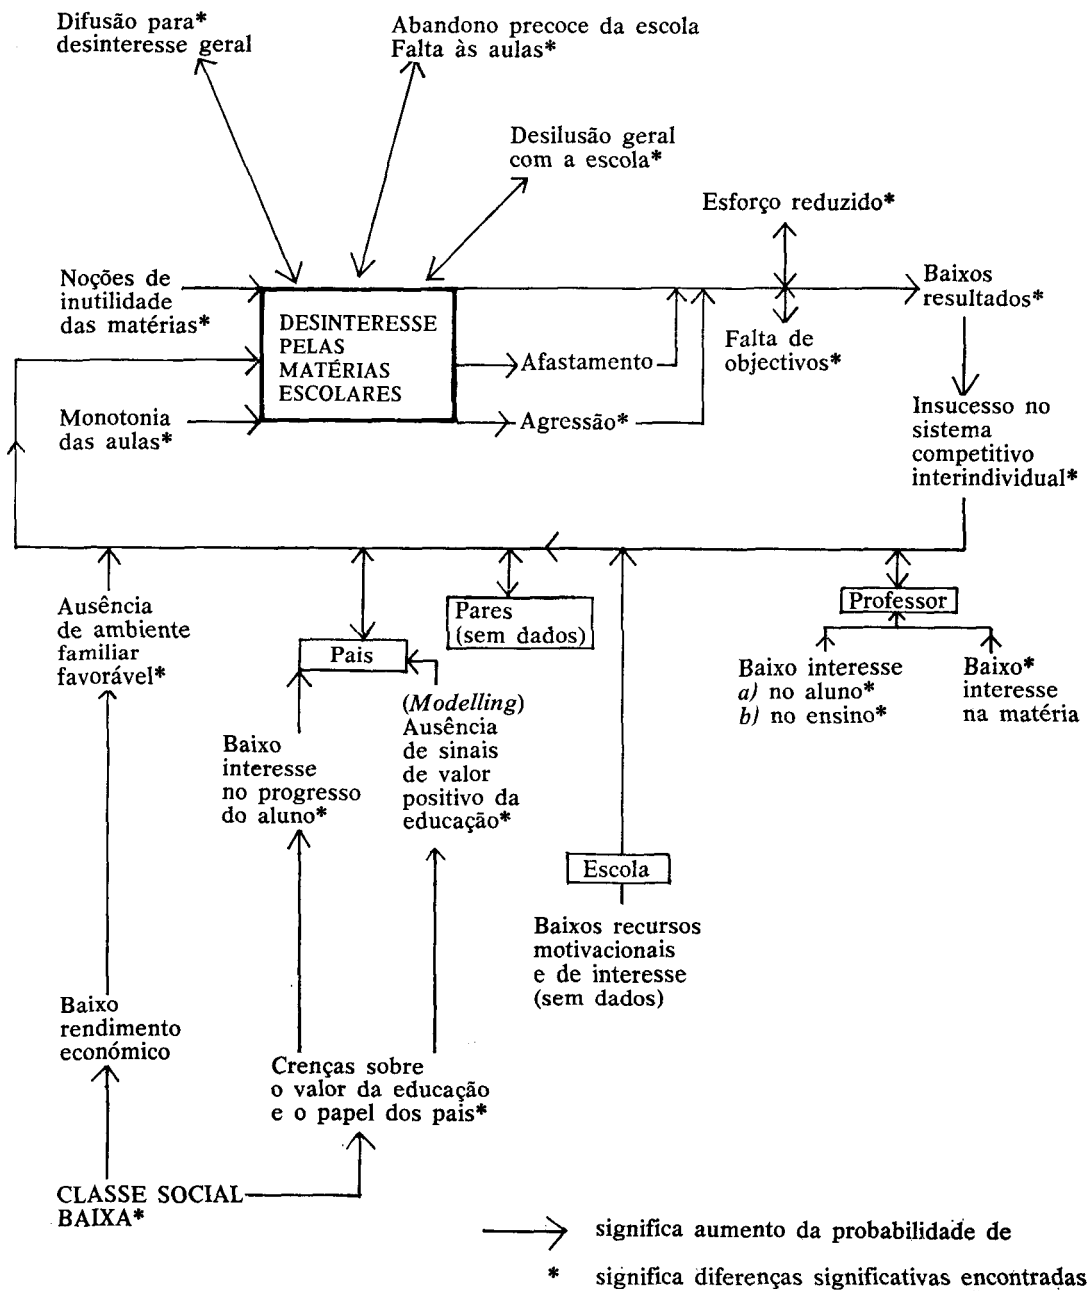 Difusão para*
desinteresse geral
Abandono precoce da escola
Falta às aulas*
Desilusão geral
com a escola*
Esforço reduzido*
Noções de
inutilidade
das matérias*
DESINTERESSE
PELAS
MATÉRIAS
ESCOLARES
Baixos
resultados*
Afastamento
Falta de
objectivos*
Monotonia
das aulas*
Agressão*
Insucesso no
sistema
competitivo
interindividual*
Ausência
de ambiente
familiar
favorável*
Pais
Pares
(sem dados)
Professor
Baixo interesse
a) no aluno*
b) no ensino*
Baixo*
interesse
na matéria
Baixo
interesse
no progresso
do aluno*
(Modelling)
Ausência
de sinais
de valor
positivo da
educação*
Escola
Baixos recursos
motivacionais
e de interesse
(sem dados)
Baixo
rendimento
económico
Crenças sobre
o valor da educação
e o papel dos pais*
CLASSE SOCIAL
BAIXA*
significa aumento da probabilidade de
* significa diferenças significativas encontradas